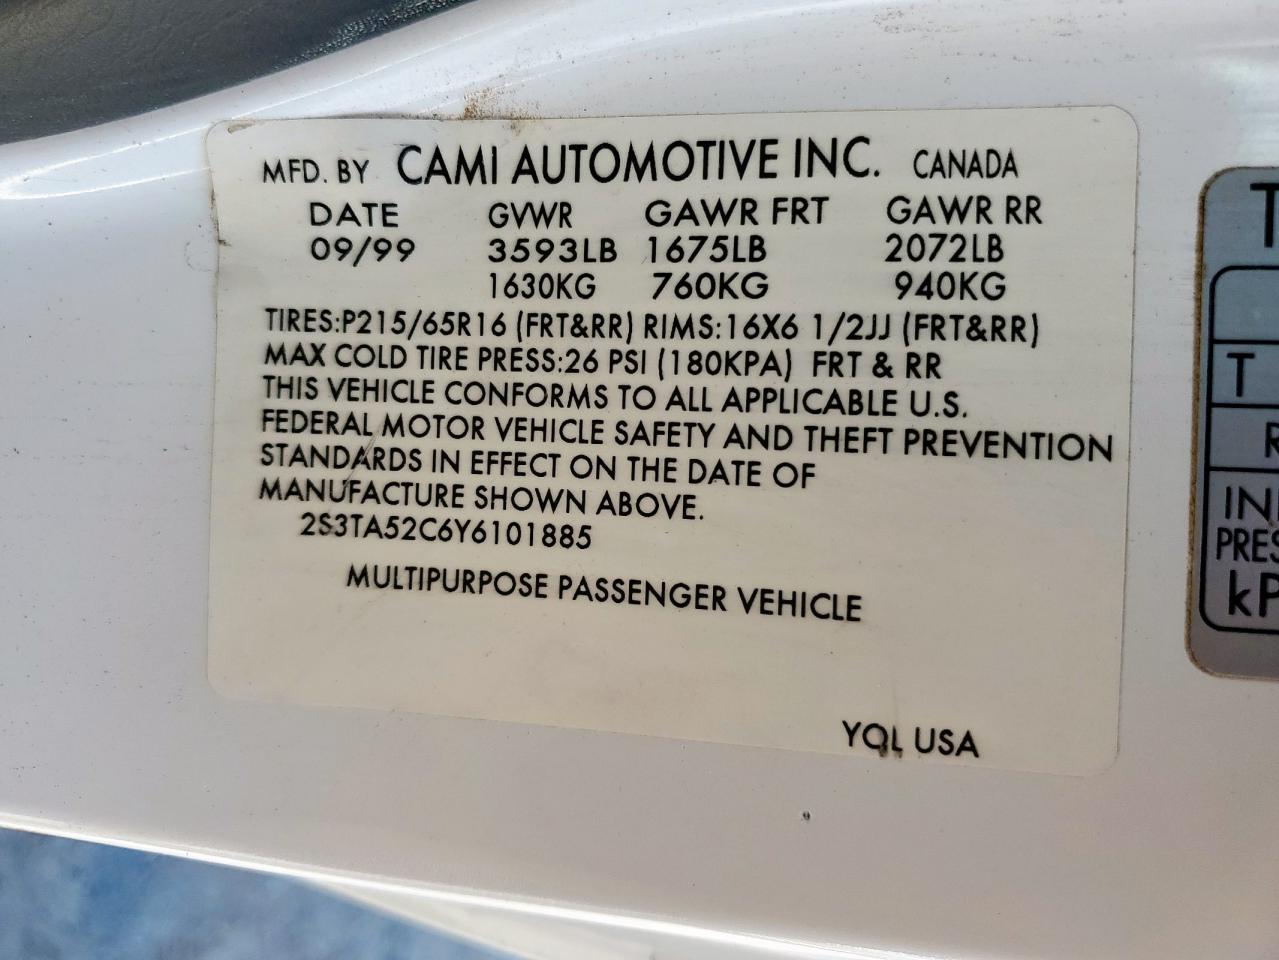 MFD. BY CAMI AUTOMOTIVE INC. CANADA
DATE GVWR GAWR FRT GAWR RR
09/99 3593LB 1675LB 2072LB
1630KG 760KG 940KG
TIRES:P215/65R16 (FRT&RR) RIMS:16X6 1/2JJ (FRT&RR)
MAX COLD TIRE PRESS:26 PSI (180KPA) FRT & RR
THIS VEHICLE CONFORMS TO ALL APPLICABLE U.S.
FEDERAL MOTOR VEHICLE SAFETY AND THEFT PREVENTION
STANDARDS IN EFFECT ON THE DATE OF
MANUFACTURE SHOWN ABOVE.
2S3TA52C6Y6101885
MULTIPURPOSE PASSENGER VEHICLE
YQL USA
T
T
R
IN
PRES
kP